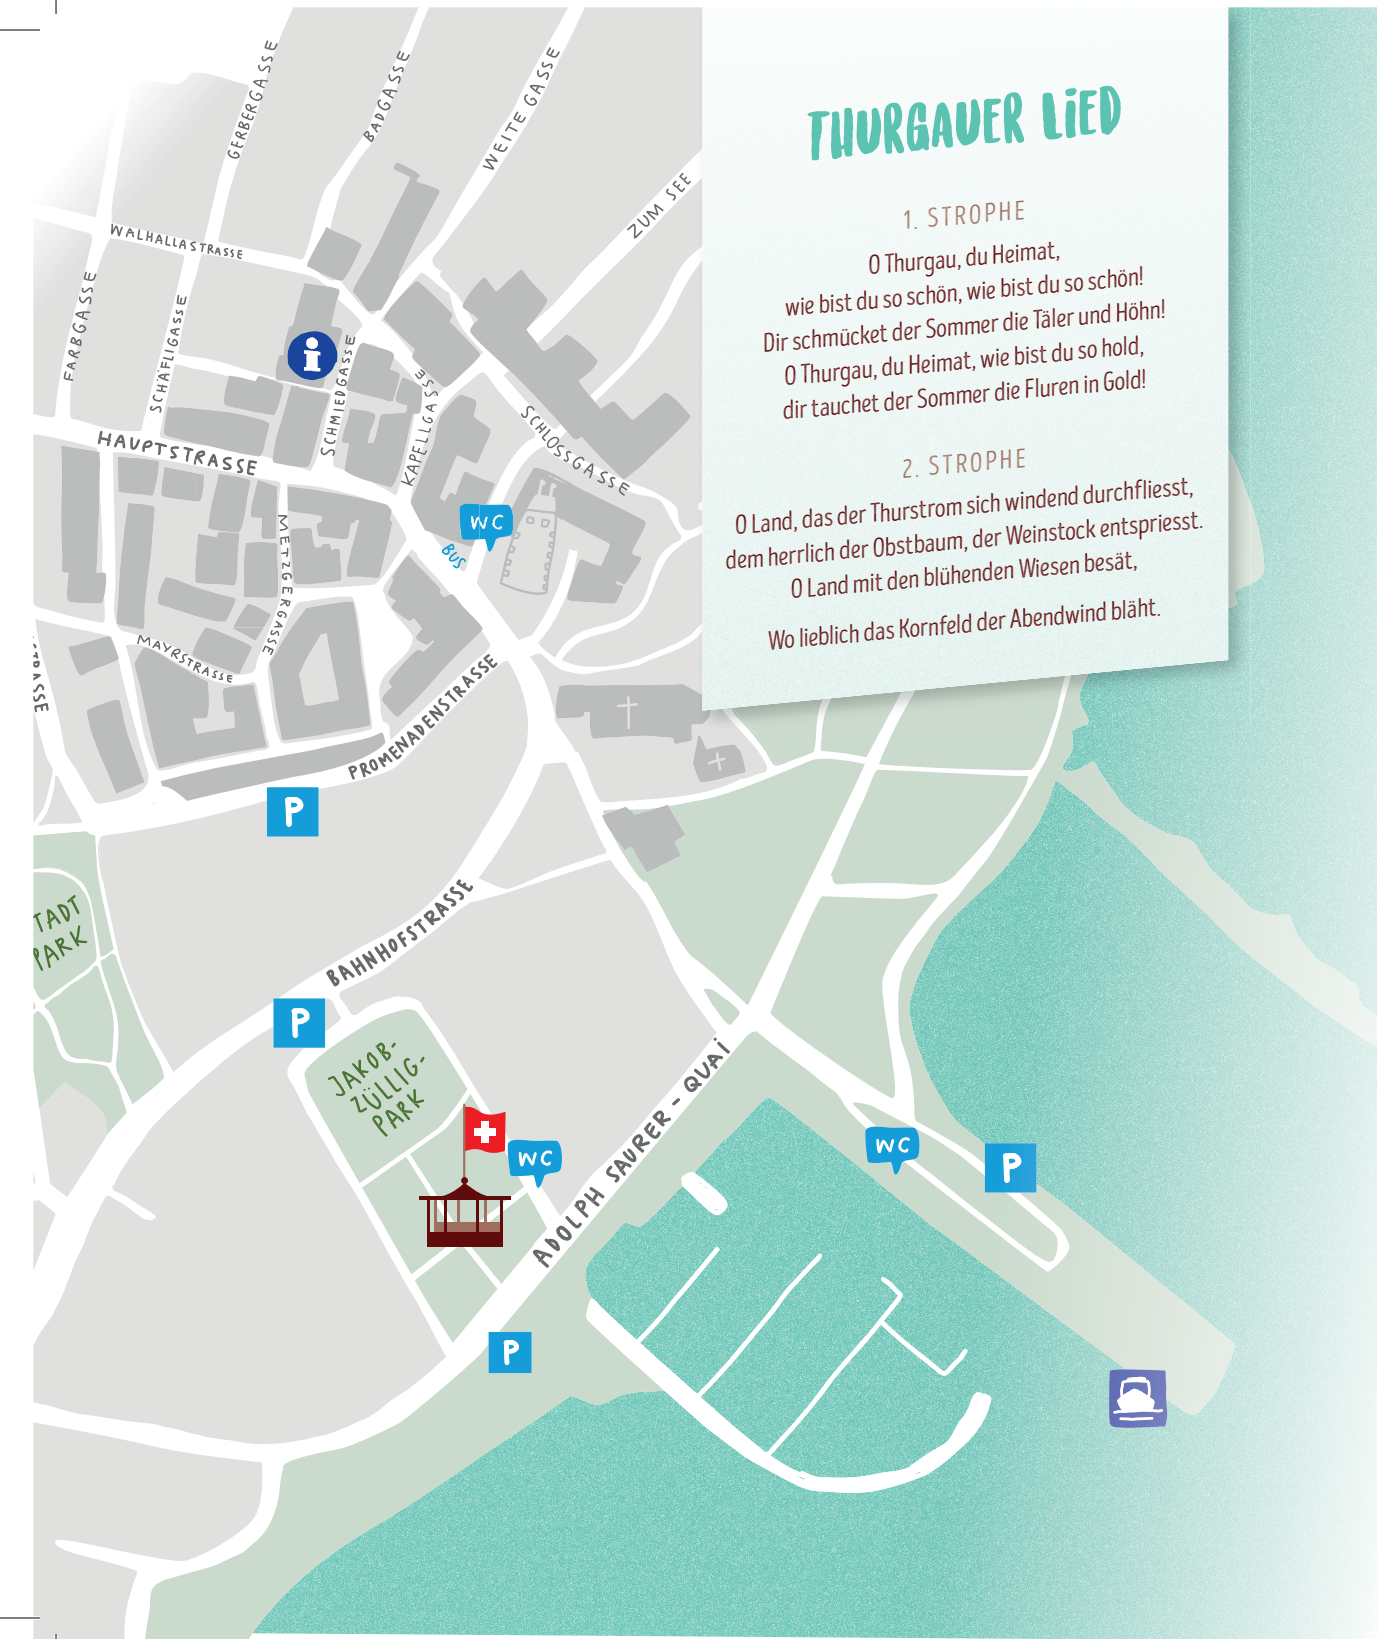 THURGAUER LiED
1. STROPHE
O Thurgau, du Heimat,
wie bist du so schön, wie bist du so schön!
Dir schmücket der Sommer die Täler und Höhn!
O Thurgau, du Heimat, wie bist du so hold,
dir tauchet der Sommer die Fluren in Gold!
2. STROPHE
O Land, das der Thurstrom sich windend durchfliesst,
dem herrlich der Obstbaum, der Weinstock entspriesst.
O Land mit den blühenden Wiesen besät,
Wo lieblich das Kornfeld der Abendwind bläht.
GERBERGASSE
BADGASSE
WEITE GASSE
ZUM SEE
WALHALLASTRASSE
FARBGASSE
SCHÄFLIGASSE
i
SCHMIEDGASSE
KAPELLGASSE
SCHLOSSGASSE
HAUPTSTRASSE
WC
BUS
METZGERGASSE
MAYRSTRASSE
STRASSE
PROMENADENSTRASSE
P
TADT
PARK
BAHNHOFSTRASSE
P
JAKOB-
ZÜLLIG-
PARK
WC
ADOLPH SAURER-QUAI
WC
P
P